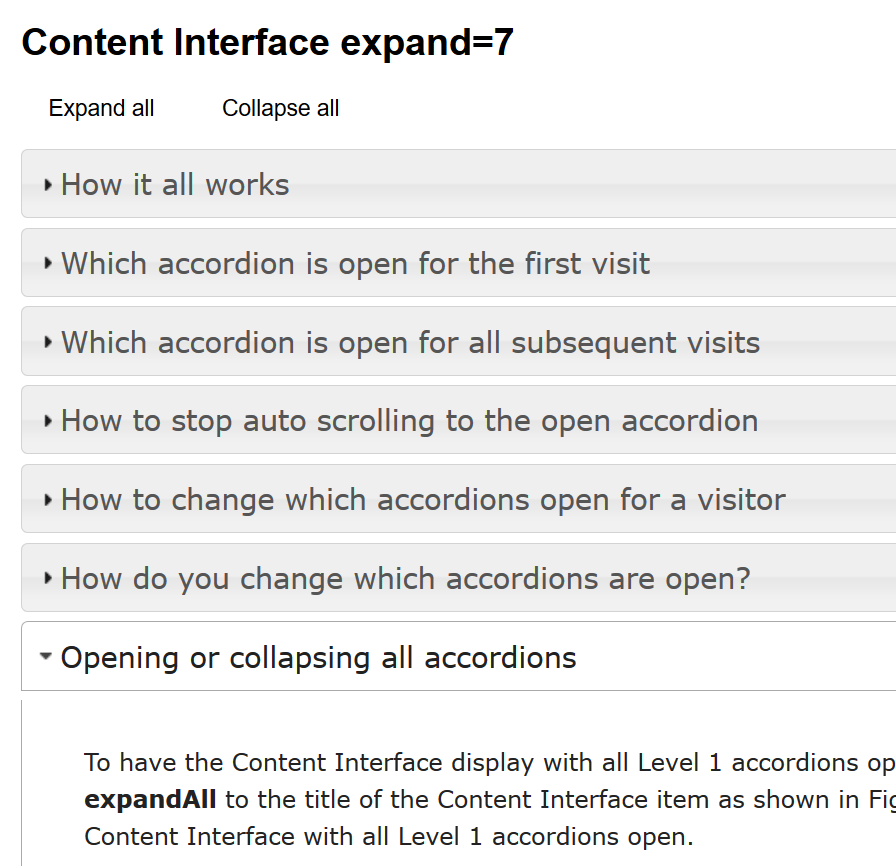 Content Interface expand=7
Expand all Collapse all
How it all works
Which accordion is open for the first visit
Which accordion is open for all subsequent visits
How to stop auto scrolling to the open accordion
How to change which accordions open for a visitor
How do you change which accordions are open?
Opening or collapsing all accordions
To have the Content Interface display with all Level 1 accordions
expandAll to the title of the Content Interface item as shown in
Content Interface with all Level 1 accordions open.